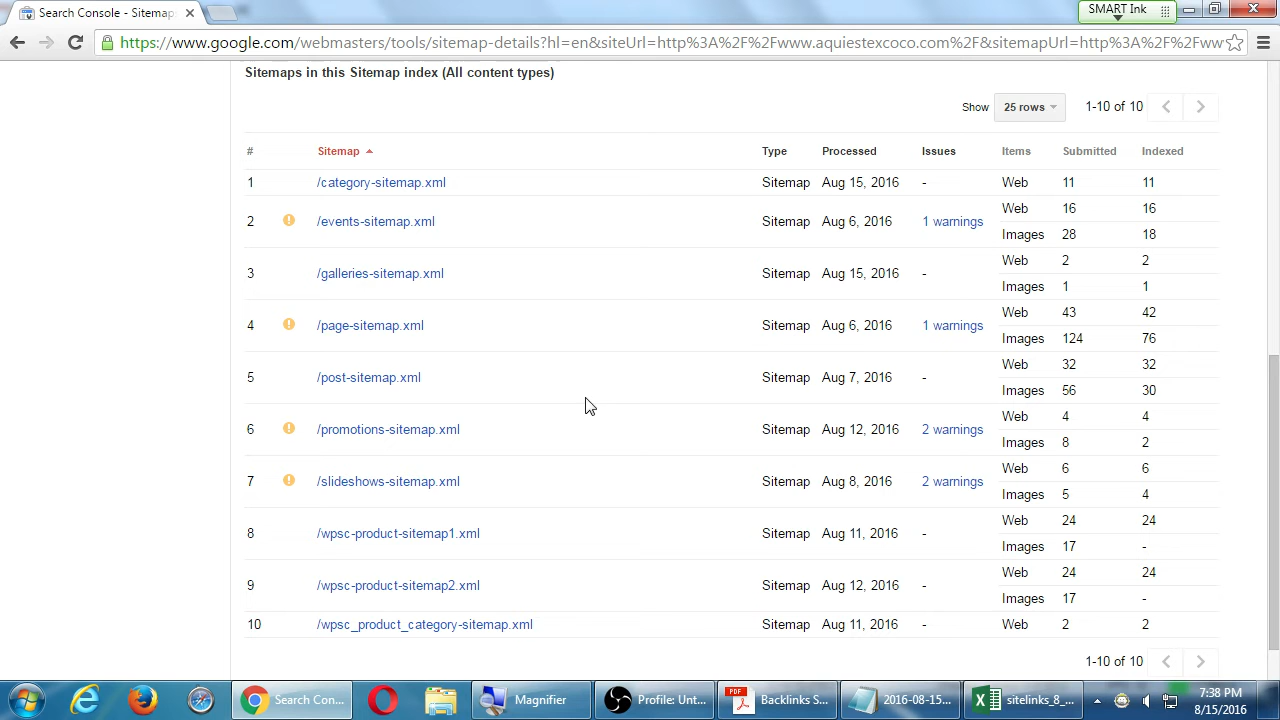 Search Console - Sitemap
SMART Ink
https://www.google.com/webmasters/tools/sitemap-details?hl=en&siteUrl=http%3A%2F%2Fwww.aquiestexcoco.com%2F&sitemapUrl=http%3A%2F%2Fww
Sitemaps in this Sitemap index (All content types)
Show 25 rows 1-10 of 10
# Sitemap Type Processed Issues Items Submitted Indexed
1 /category-sitemap.xml Sitemap Aug 15, 2016 - Web 11 11
2 /events-sitemap.xml Sitemap Aug 6, 2016 1 warnings Web 16 16
Images 28 18
3 /galleries-sitemap.xml Sitemap Aug 15, 2016 - Web 2 2
Images 1 1
4 /page-sitemap.xml Sitemap Aug 6, 2016 1 warnings Web 43 42
Images 124 76
5 /post-sitemap.xml Sitemap Aug 7, 2016 - Web 32 32
Images 56 30
6 /promotions-sitemap.xml Sitemap Aug 12, 2016 2 warnings Web 4 4
Images 8 2
7 /slideshows-sitemap.xml Sitemap Aug 8, 2016 2 warnings Web 6 6
Images 5 4
8 /wpsc-product-sitemap1.xml Sitemap Aug 11, 2016 - Web 24 24
Images 17 -
9 /wpsc-product-sitemap2.xml Sitemap Aug 12, 2016 - Web 24 24
Images 17 -
10 /wpsc_product_category-sitemap.xml Sitemap Aug 11, 2016 - Web 2 2
1-10 of 10
Search Con... Magnifier Profile: Unt... PDF Backlinks S... 2016-08-15... sitelinks_8_... 7:38 PM
8/15/2016